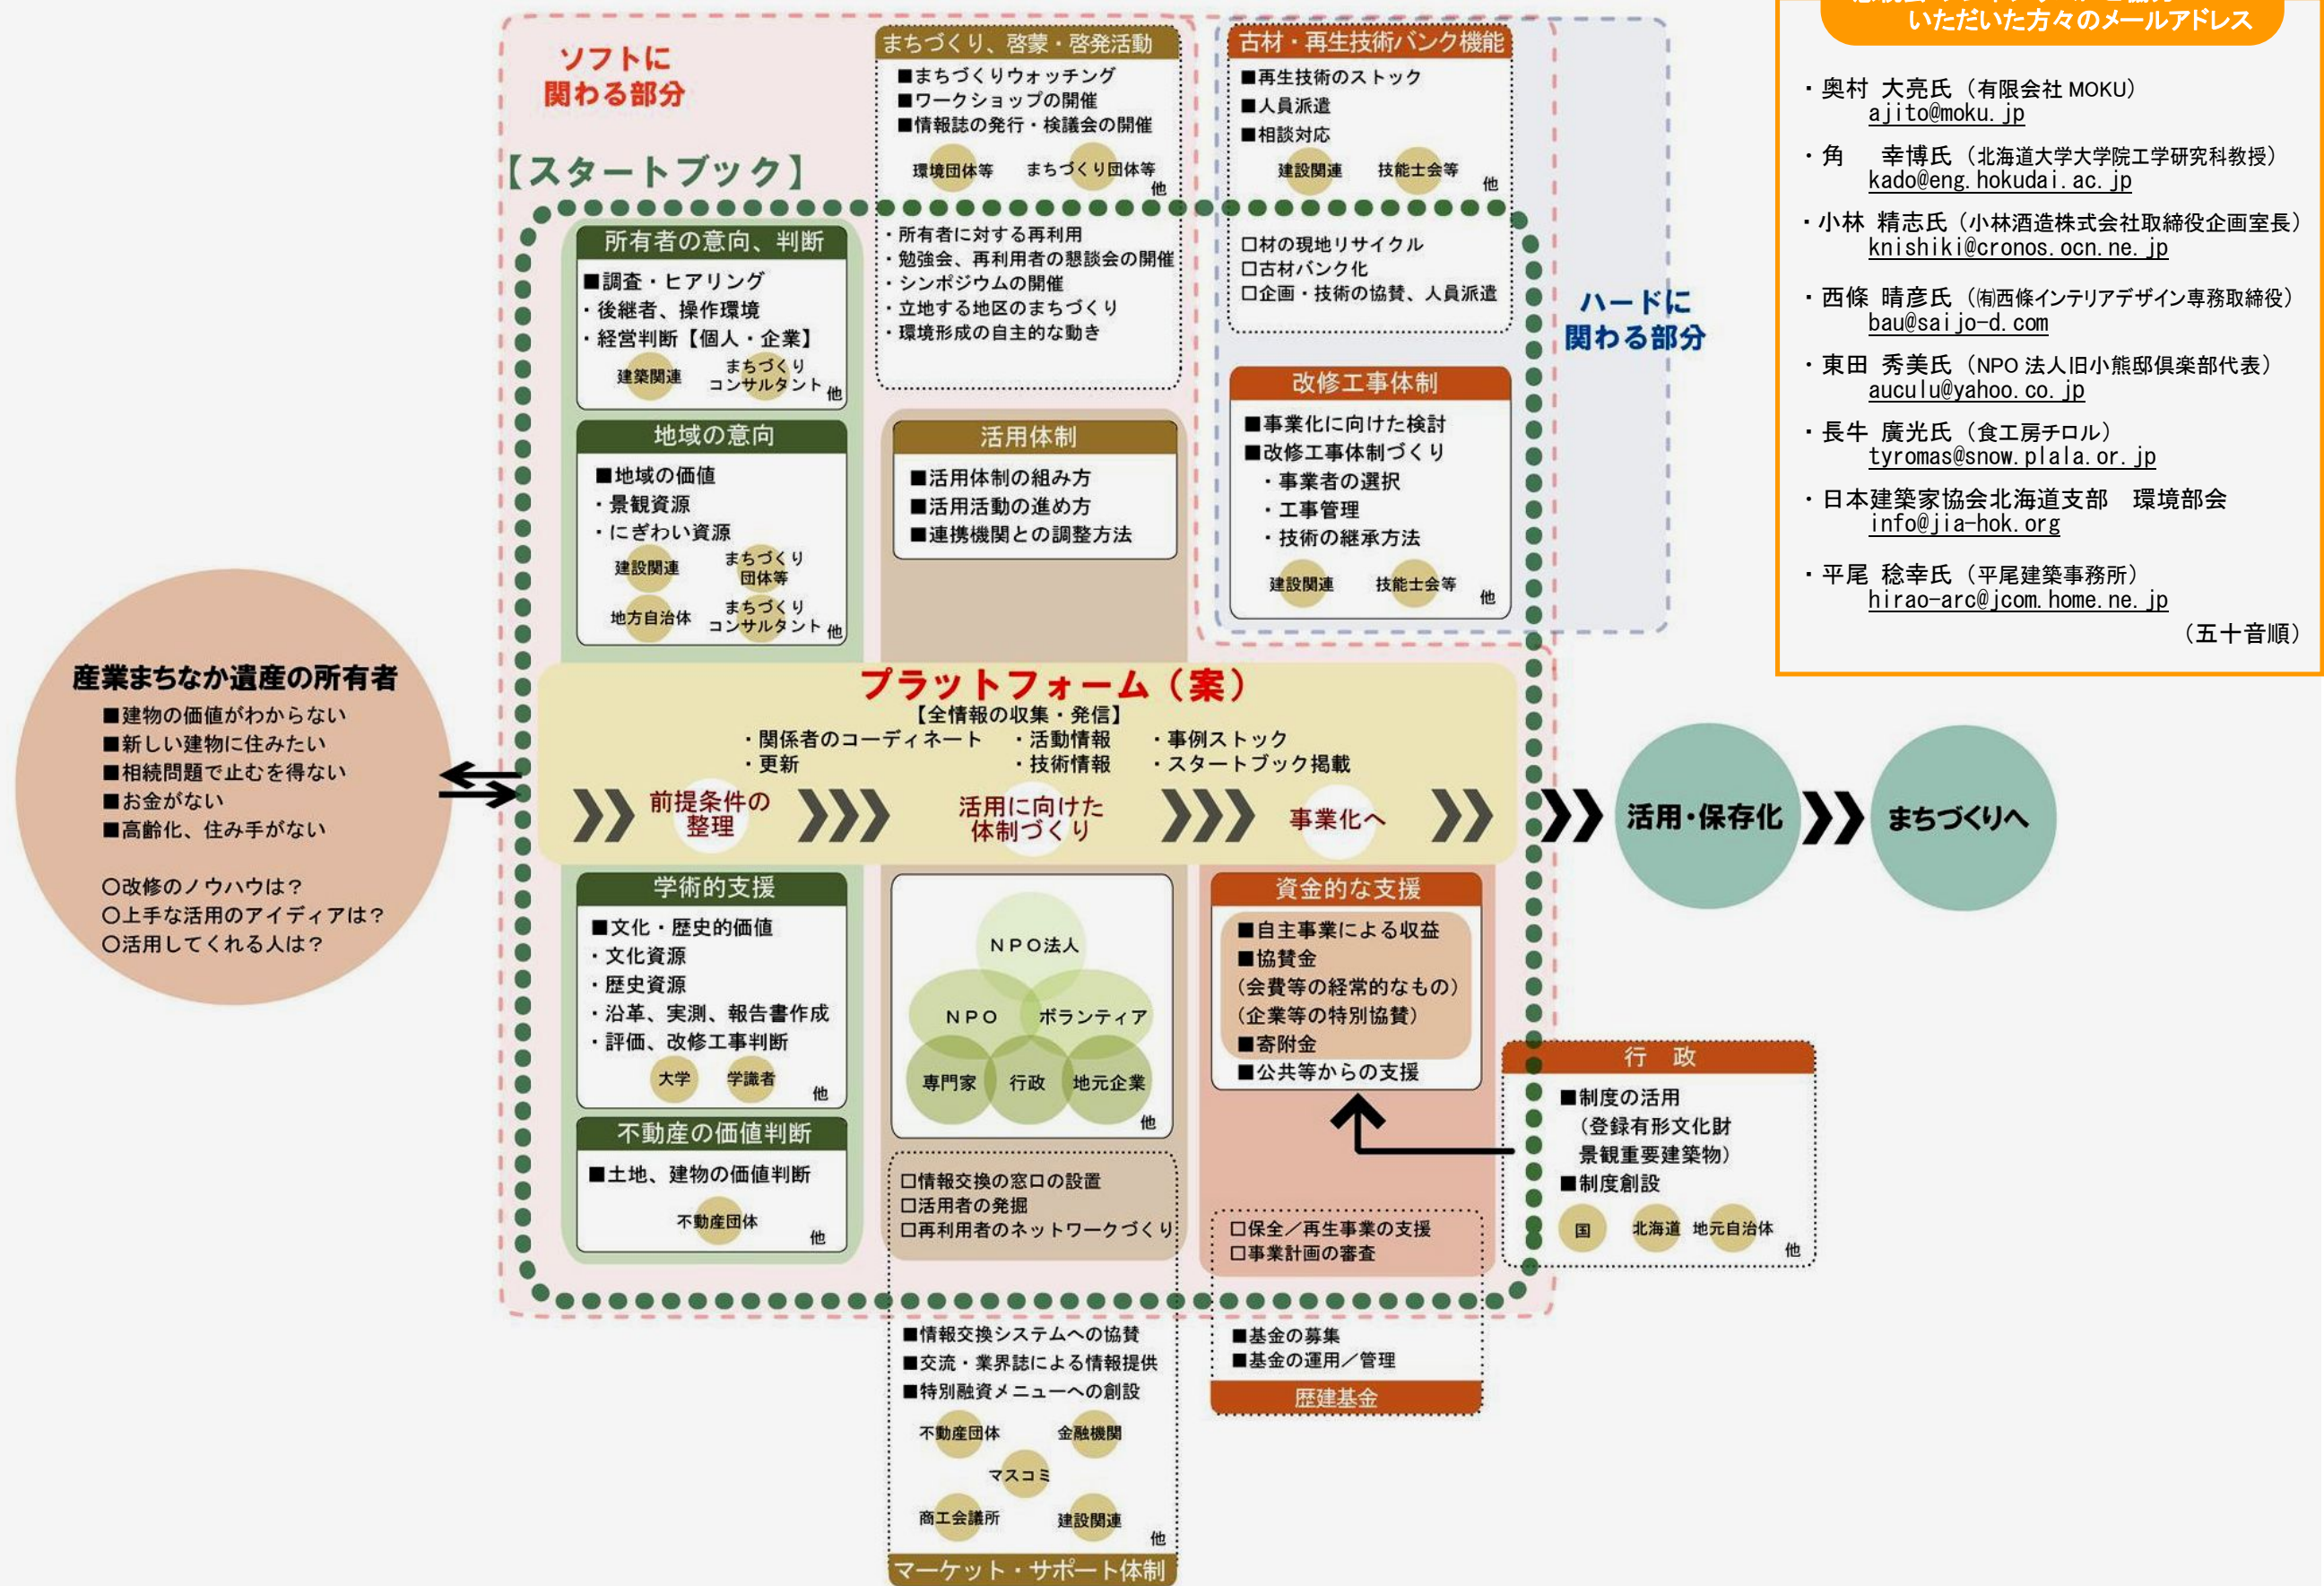 ソフトに
関わる部分
【スタートブック】
まちづくり、啓蒙・啓発活動
■まちづくりウォッチング
■ワークショップの開催
■情報誌の発行・検議会の開催
環境団体等 まちづくり団体等
他
・所有者に対する再利用
・勉強会、再利用者の懇談会の開催
・シンポジウムの開催
・立地する地区のまちづくり
・環境形成の自主的な動き
古材・再生技術バンク機能
■再生技術のストック
■人員派遣
■相談対応
建設関連 技能士会等 他
□材の現地リサイクル
□古材バンク化
□企画・技術の協賛、人員派遣
ハードに
関わる部分
いただいた方々のメールアドレス
・奥村 大亮氏（有限会社 MOKU）
ajito@moku.jp
・角 幸博氏（北海道大学大学院工学研究科教授）
kado@eng.hokudai.ac.jp
・小林 精志氏（小林酒造株式会社取締役企画室長）
knishiki@cronos.ocn.ne.jp
・西條 晴彦氏（㈲西條インテリアデザイン専務取締役）
bau@saijo-d.com
・東田 秀美氏（NPO 法人旧小熊邸倶楽部代表）
auculu@yahoo.co.jp
・長牛 廣光氏（食工房チロル）
tyromas@snow.plala.or.jp
・日本建築家協会北海道支部 環境部会
info@jia-hok.org
・平尾 稔幸氏（平尾建築事務所）
hirao-arc@jcom.home.ne.jp
（五十音順）
所有者の意向、判断
■調査・ヒアリング
・後継者、操作環境
・経営判断【個人・企業】
建築関連 まちづくり
コンサルタント 他
地域の意向
■地域の価値
・景観資源
・にぎわい資源
建設関連 まちづくり
団体等
地方自治体 まちづくり
コンサルタント 他
活用体制
■活用体制の組み方
■活用活動の進め方
■連携機関との調整方法
改修工事体制
■事業化に向けた検討
■改修工事体制づくり
・事業者の選択
・工事管理
・技術の継承方法
建設関連 技能士会等 他
産業まちなか遺産の所有者
■建物の価値がわからない
■新しい建物に住みたい
■相続問題で止むを得ない
■お金がない
■高齢化、住み手がない
○改修のノウハウは？
○上手な活用のアイディアは？
○活用してくれる人は？
プラットフォーム（案）
【全情報の収集・発信】
・関係者のコーディネート ・活動情報 ・事例ストック
・更新 ・技術情報 ・スタートブック掲載
前提条件の
整理
活用に向けた
体制づくり
事業化へ
活用・保存化
まちづくりへ
学術的支援
■文化・歴史的価値
・文化資源
・歴史資源
・沿革、実測、報告書作成
・評価、改修工事判断
大学 学識者 他
不動産の価値判断
■土地、建物の価値判断
不動産団体 他
NPO法人
NPO ボランティア
専門家 行政 地元企業
他
□情報交換の窓口の設置
□活用者の発掘
□再利用者のネットワークづくり
■情報交換システムへの協賛
■交流・業界誌による情報提供
■特別融資メニューへの創設
不動産団体 金融機関
マスコミ
商工会議所 建設関連
他
マーケット・サポート体制
資金的な支援
■自主事業による収益
■協賛金
(会費等の経常的なもの)
(企業等の特別協賛)
■寄附金
■公共等からの支援
□保全／再生事業の支援
□事業計画の審査
■基金の募集
■基金の運用／管理
歴建基金
行 政
■制度の活用
（登録有形文化財
景観重要建築物）
■制度創設
国 北海道 地元自治体
他